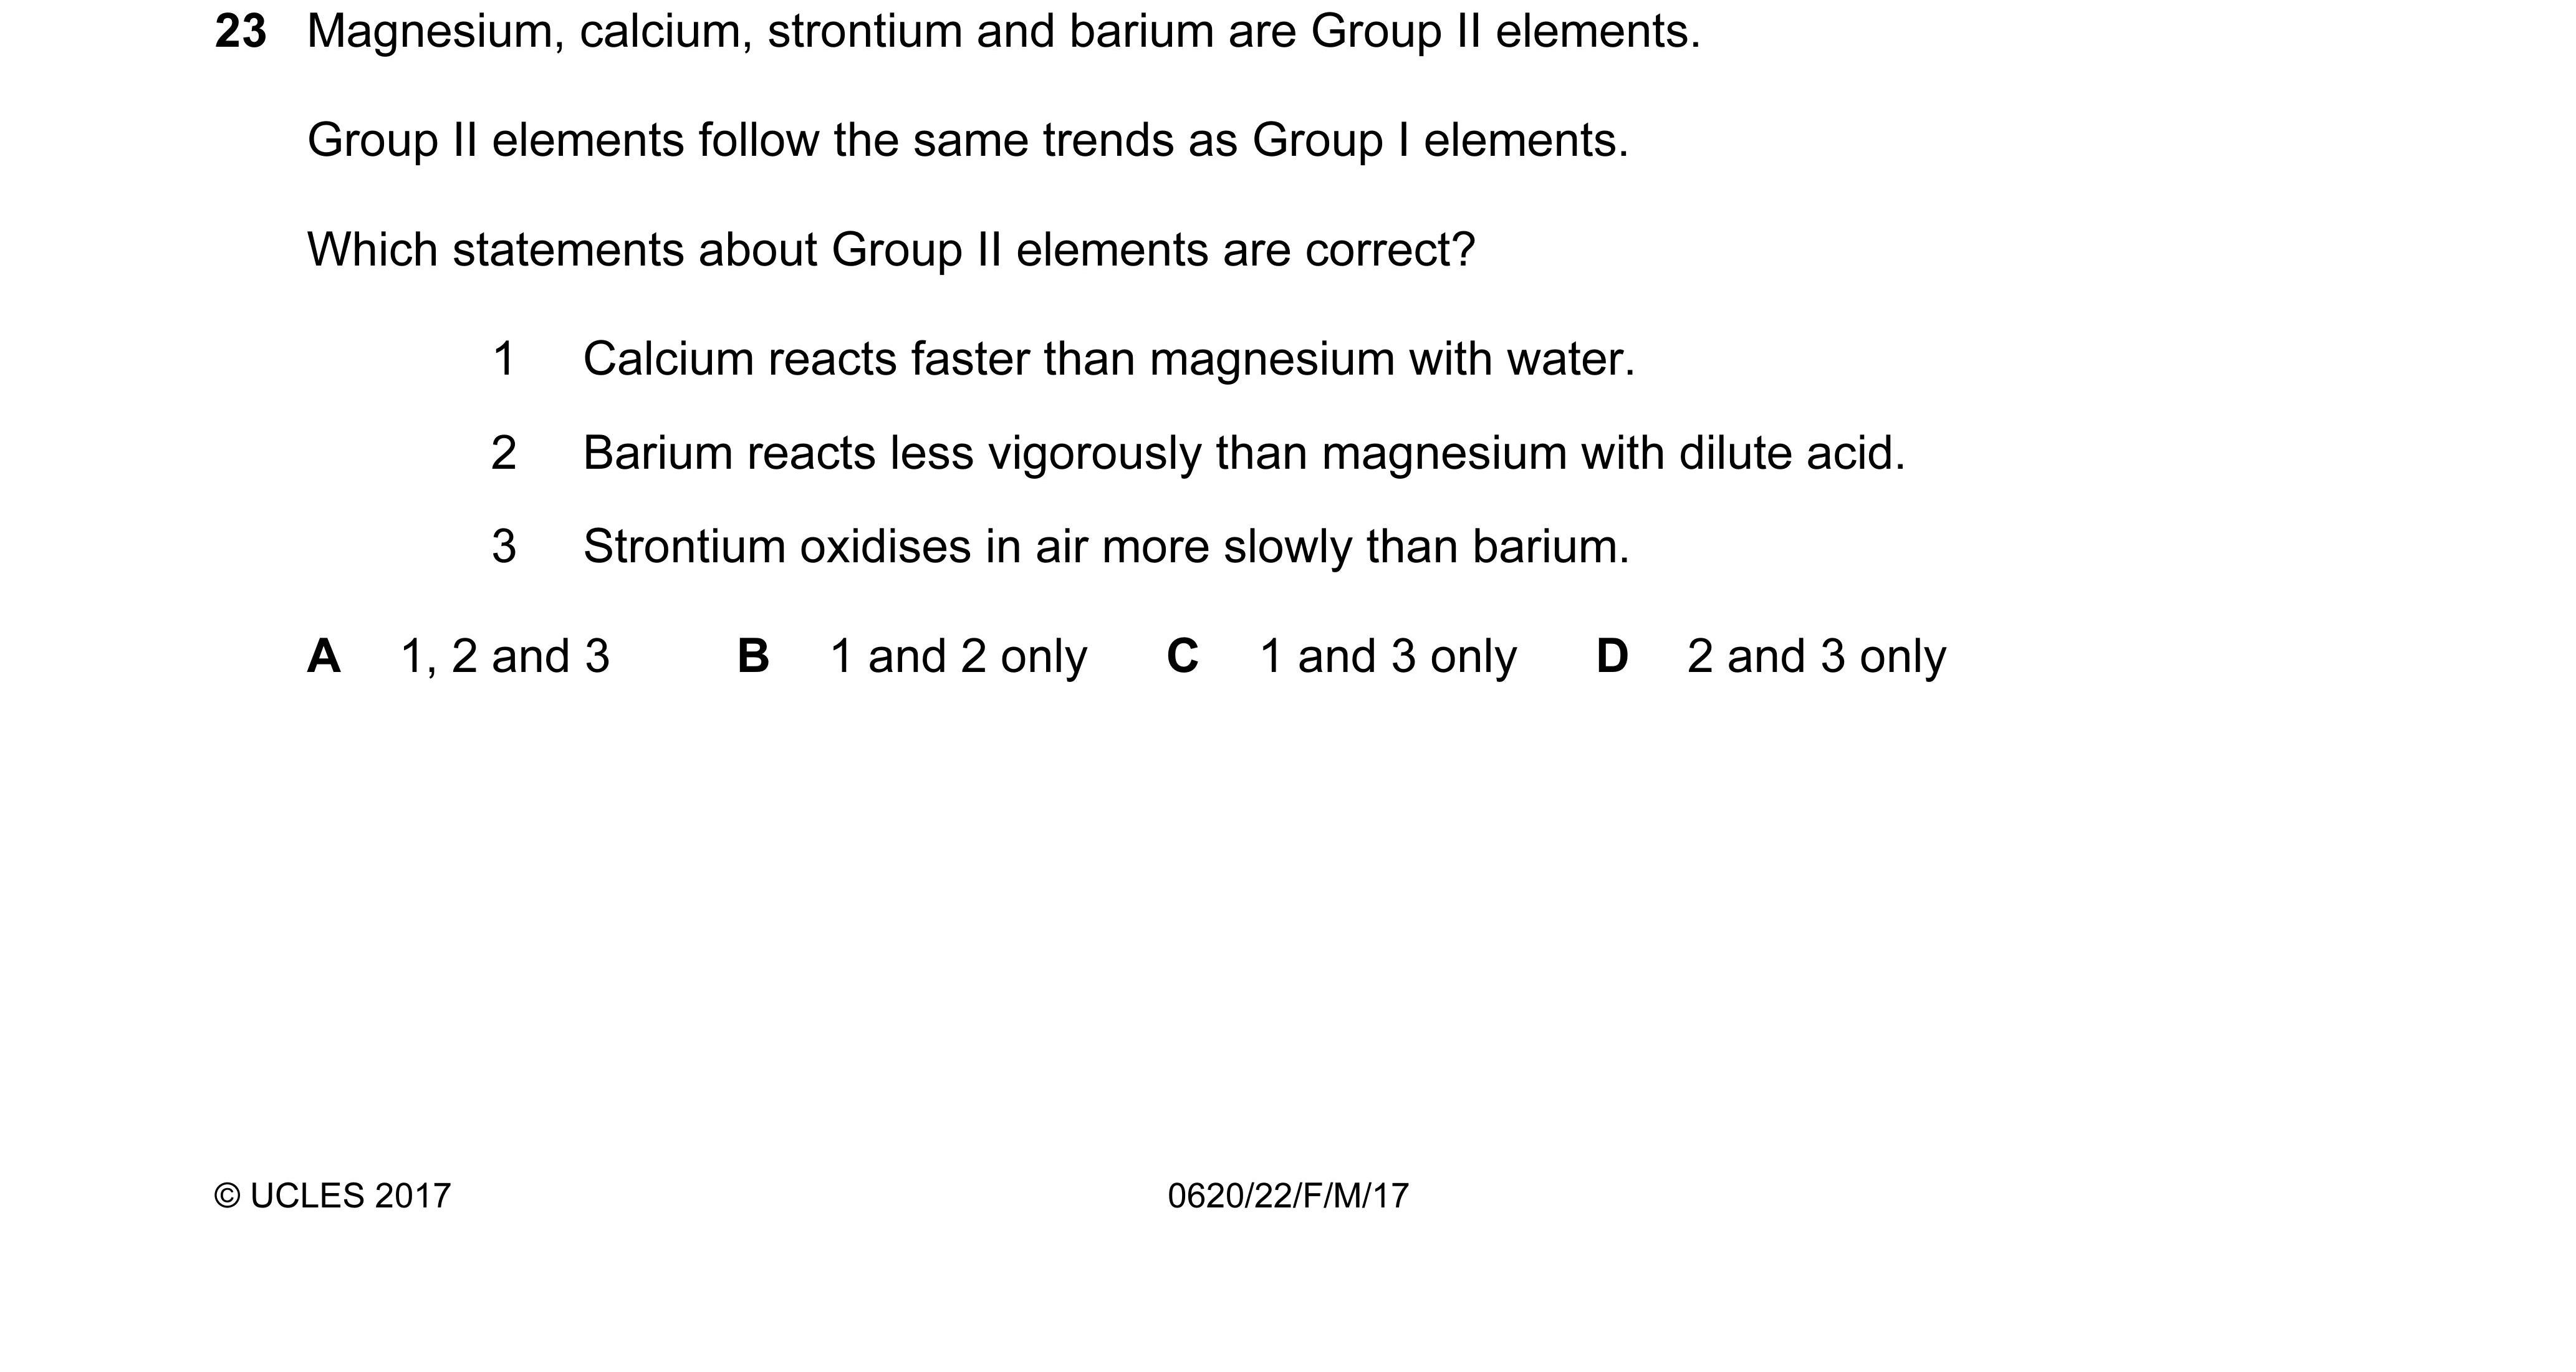 23 Magnesium, calcium, strontium and barium are Group II elements.
Group II elements follow the same trends as Group I elements.
Which statements about Group II elements are correct?
1 Calcium reacts faster than magnesium with water.
2 Barium reacts less vigorously than magnesium with dilute acid.
3 Strontium oxidises in air more slowly than barium.
A 1, 2 and 3 B 1 and 2 only C 1 and 3 only D 2 and 3 only
© UCLES 2017 0620/22/F/M/17